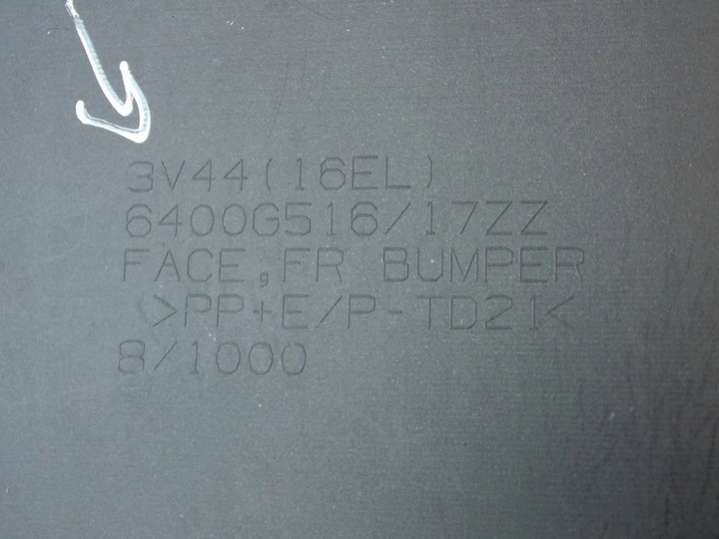 3V44(16EL)
6400G516/17ZZ
FACE,FR BUMPER
>PP+E/P-TD21<
8/1000